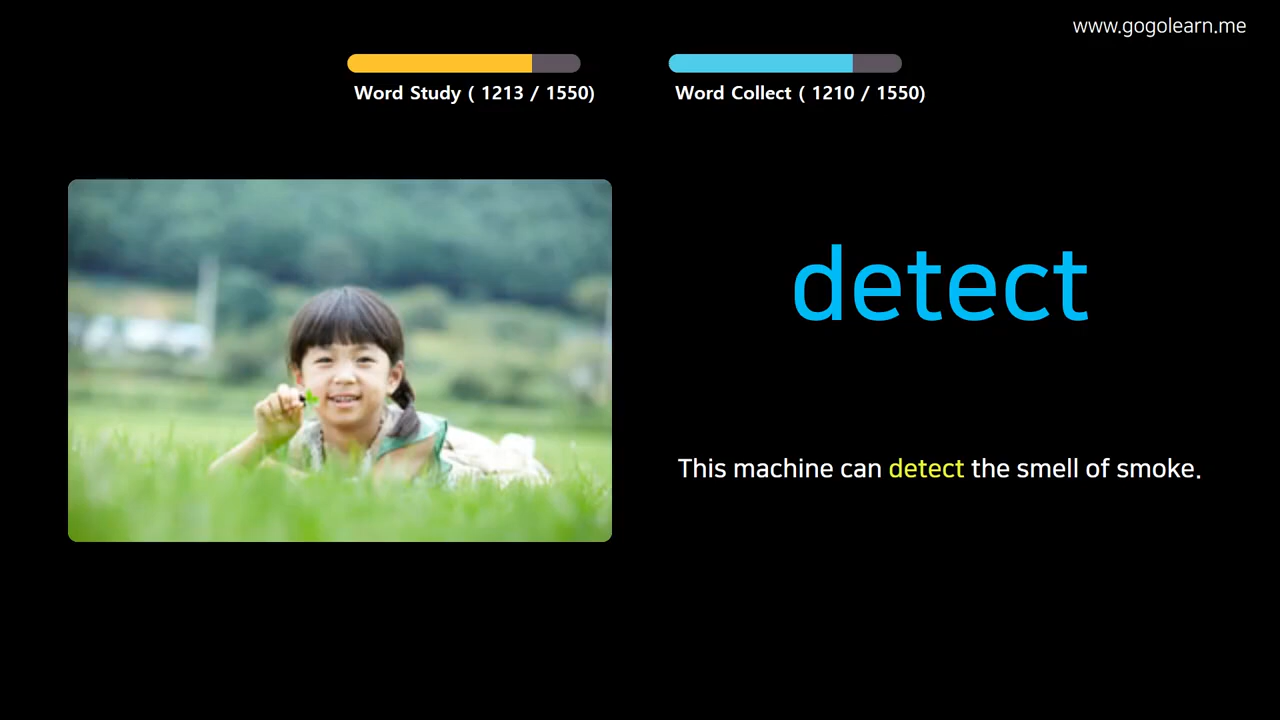 www.gogolearn.me
Word Study ( 1213 / 1550)
Word Collect ( 1210 / 1550)
detect
This machine can detect the smell of smoke.